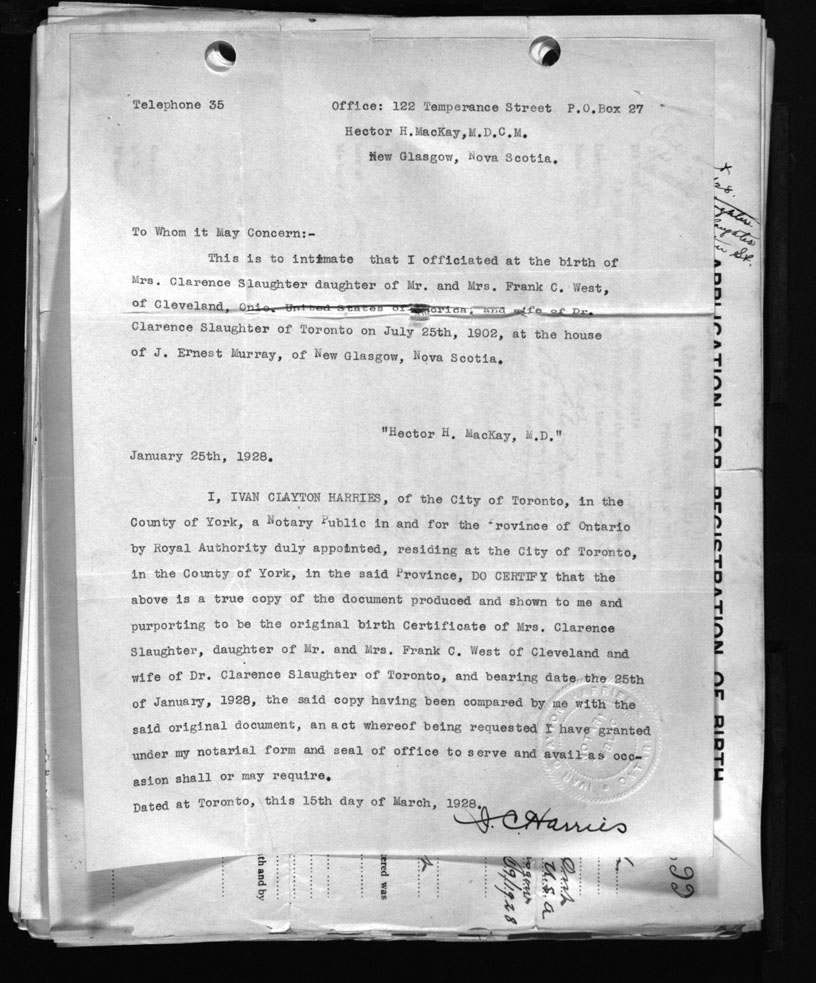 Telephone 35 Office: 122 Temperance Street P.O.Box 27
Hector H.MacKay,M.D.C.M.
New Glasgow, Nova Scotia.
To Whom it May Concern:-
This is to intimate that I officiated at the birth of
Mrs. Clarence Slaughter daughter of Mr. and Mrs. Frank C. West,
of Cleveland, Ohio. United States of America, and wife of Dr.
Clarence Slaughter of Toronto on July 25th, 1902, at the house
of J. Ernest Murray, of New Glasgow, Nova Scotia.
"Hector H. MacKay, M.D."
January 25th, 1928.
I, IVAN CLAYTON HARRIES, of the City of Toronto, in the
County of York, a Notary Public in and for the Province of Ontario
by Royal Authority duly appointed, residing at the City of Toronto,
in the County of York, in the said Province, DO CERTIFY that the
above is a true copy of the document produced and shown to me and
purporting to be the original birth Certificate of Mrs. Clarence
Slaughter, daughter of Mr. and Mrs. Frank C. West of Cleveland and
wife of Dr. Clarence Slaughter of Toronto, and bearing date the 25th
of January, 1928, the said copy having been compared by me with the
said original document, an act whereof being requested I have granted
under my notarial form and seal of office to serve and avail as occ-
asion shall or may require.
Dated at Toronto, this 15th day of March, 1928.
I. C. Harries
APPLICATION FOR REGISTRATION OF BIRTH
th and by
tered was
Ont
U.S.A
1928